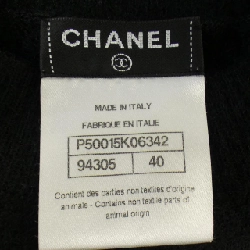 CHANEL
MADE IN ITALY
FABRIQUE EN ITALIE
P50015K06342
94305 40
Contient des parties non textiles d'origine
animale - Contains non textile parts of
animal origin